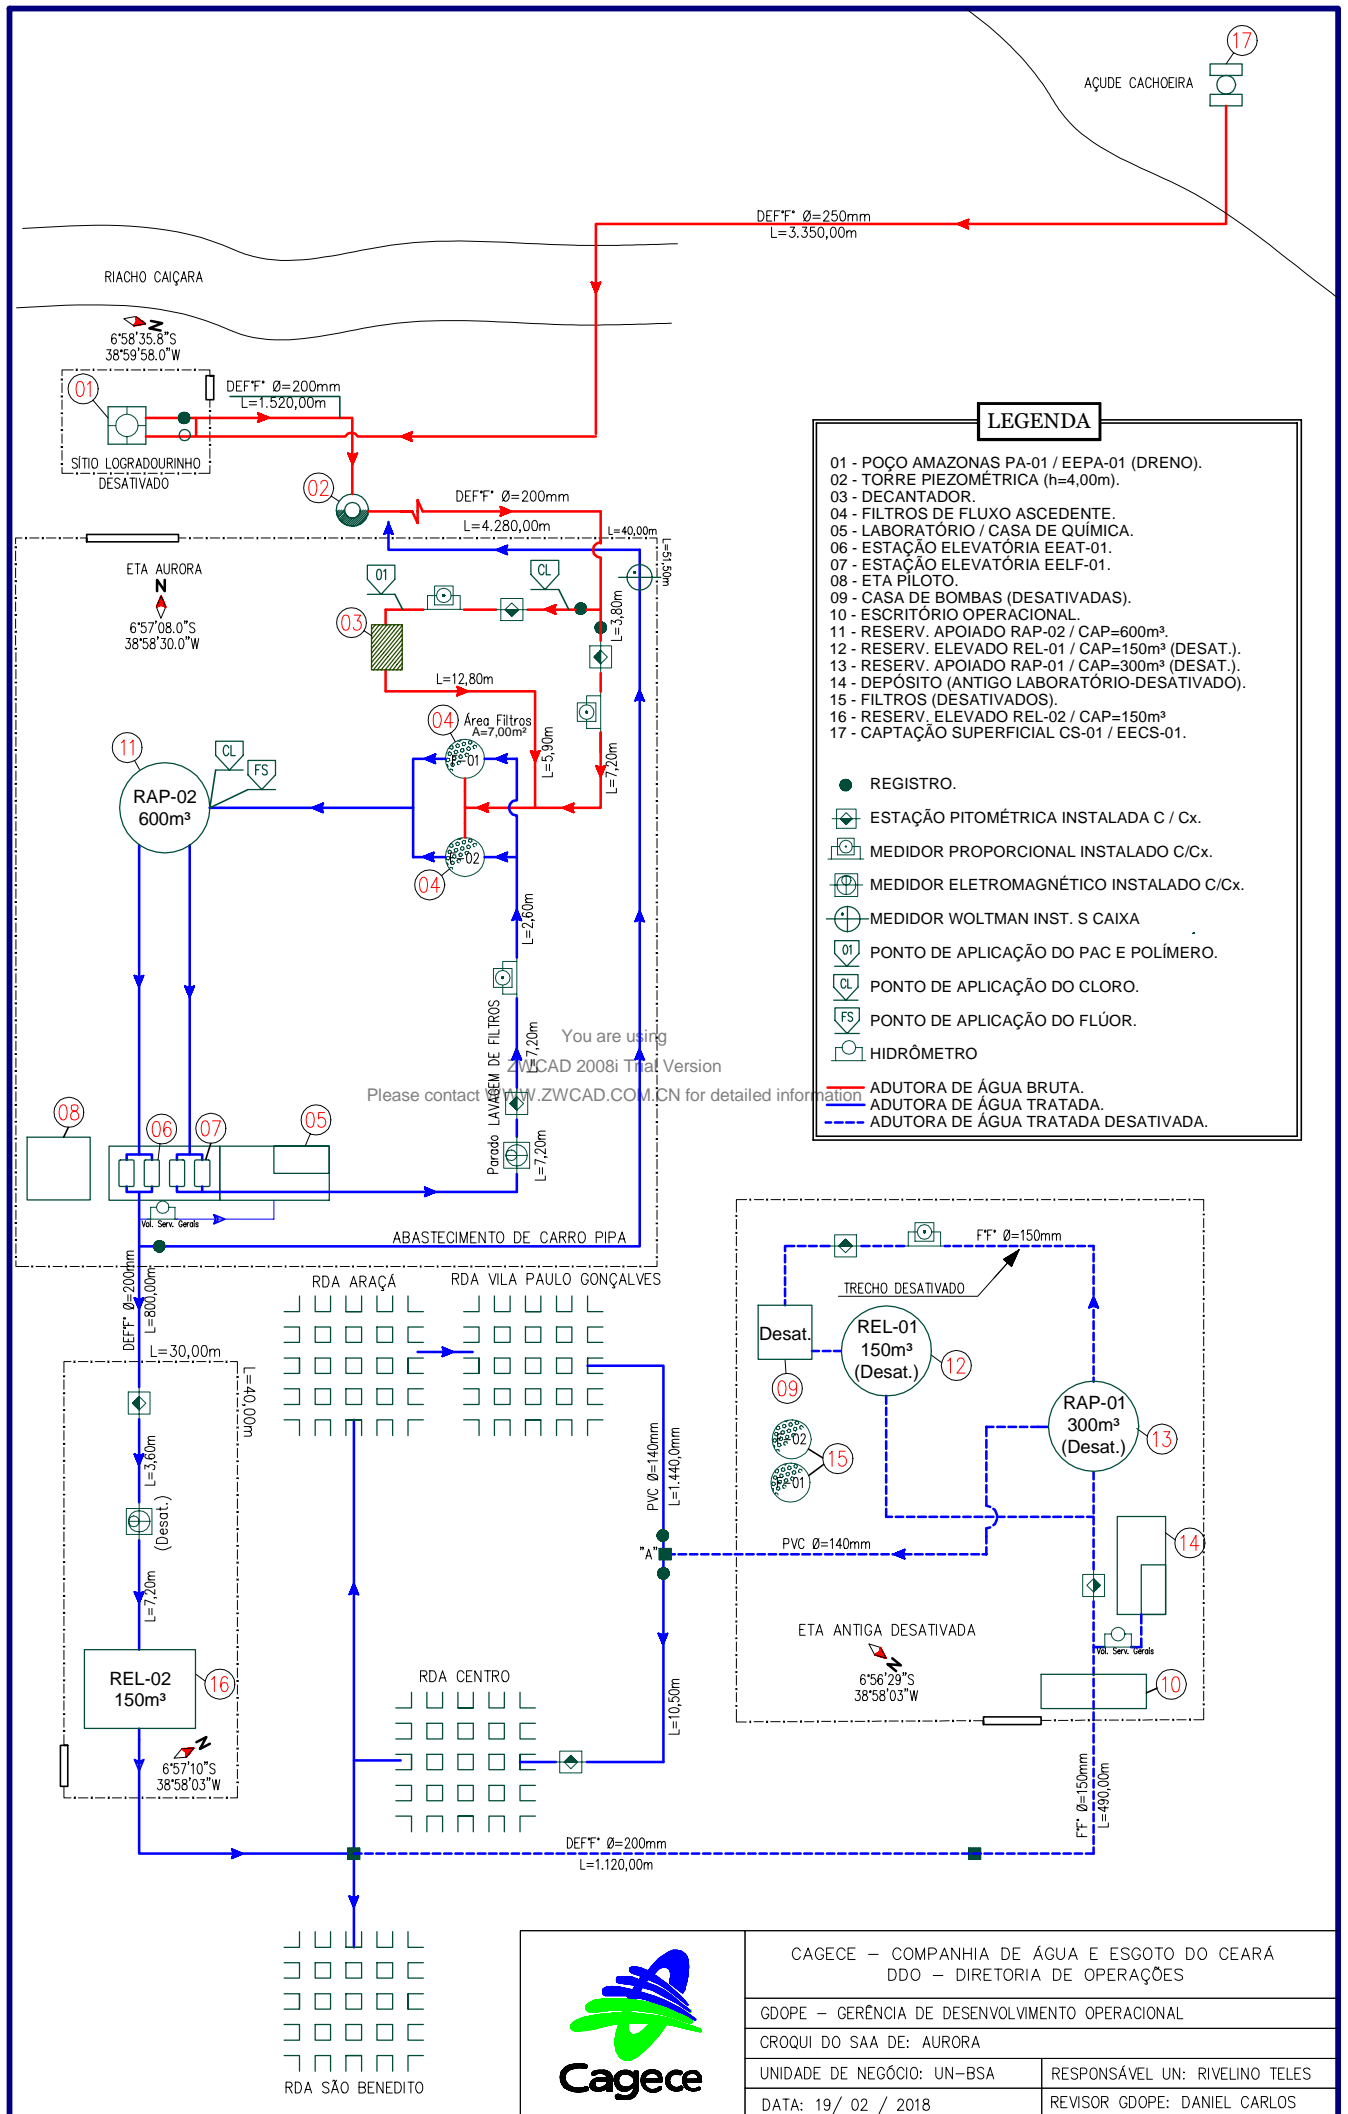 17
AÇUDE CACHOEIRA
DEF°F° Ø=250mm
L=3.350,00m
RIACHO CAIÇARA
N
6°58'35.8"S
38°59'58.0"W
01
DEF°F° Ø=200mm
L=1.520,00m
SÍTIO LOGRADOURINHO
DESATIVADO
02
DEF°F° Ø=200mm
L=4.280,00m
L=40,00m
L=51,50m
ETA AURORA
N
6°57'08.0"S
38°58'30.0"W
01
CL
03
L=3,80m
L=12,80m
04
Área Filtros
A=7,00m²
F-01
L=5,90m
L=7,20m
11
CL
FS
RAP-02
600m³
F-02
04
L=2,60m
Parado LAVAGEM DE FILTROS
L=7,20m
L=7,20m
You are using
ZWCAD 2008i Trial Version
Please contact WWW.ZWCAD.COM.CN for detailed information
08
06
07
05
Vol. Serv. Gerais
ABASTECIMENTO DE CARRO PIPA
LEGENDA
01 - POÇO AMAZONAS PA-01 / EEPA-01 (DRENO).
02 - TORRE PIEZOMÉTRICA (h=4,00m).
03 - DECANTADOR.
04 - FILTROS DE FLUXO ASCEDENTE.
05 - LABORATÓRIO / CASA DE QUÍMICA.
06 - ESTAÇÃO ELEVATÓRIA EEAT-01.
07 - ESTAÇÃO ELEVATÓRIA EELF-01.
08 - ETA PILOTO.
09 - CASA DE BOMBAS (DESATIVADAS).
10 - ESCRITÓRIO OPERACIONAL.
11 - RESERV. APOIADO RAP-02 / CAP=600m³.
12 - RESERV. ELEVADO REL-01 / CAP=150m³ (DESAT.).
13 - RESERV. APOIADO RAP-01 / CAP=300m³ (DESAT.).
14 - DEPÓSITO (ANTIGO LABORATÓRIO-DESATIVADO).
15 - FILTROS (DESATIVADOS).
16 - RESERV. ELEVADO REL-02 / CAP=150m³
17 - CAPTAÇÃO SUPERFICIAL CS-01 / EECS-01.
REGISTRO.
ESTAÇÃO PITOMÉTRICA INSTALADA C / Cx.
MEDIDOR PROPORCIONAL INSTALADO C/Cx.
MEDIDOR ELETROMAGNÉTICO INSTALADO C/Cx.
MEDIDOR WOLTMAN INST. S CAIXA
01 PONTO DE APLICAÇÃO DO PAC E POLÍMERO.
CL PONTO DE APLICAÇÃO DO CLORO.
FS PONTO DE APLICAÇÃO DO FLÚOR.
HIDRÔMETRO
ADUTORA DE ÁGUA BRUTA.
ADUTORA DE ÁGUA TRATADA.
ADUTORA DE ÁGUA TRATADA DESATIVADA.
DEF°F° Ø=200mm
L=800,00m
L=30,00m
L=40,00m
L=3,60m
(Desat.)
L=7,20m
REL-02
150m³
16
N
6°57'10"S
38°58'03"W
RDA ARAÇÁ
RDA VILA PAULO GONÇALVES
PVC Ø=140mm
L=1.440,0mm
"A"
L=10,50m
RDA CENTRO
F°F° Ø=150mm
TRECHO DESATIVADO
Desat.
REL-01
150m³
(Desat.)
09
12
RAP-01
300m³
(Desat.)
13
F-02
F-01
15
PVC Ø=140mm
14
ETA ANTIGA DESATIVADA
N
6°56'29"S
38°58'03"W
Vol. Serv. Gerais
10
F°F° Ø=150mm
L=490,00m
DEF°F° Ø=200mm
L=1.120,00m
RDA SÃO BENEDITO
Cagece
CAGECE – COMPANHIA DE ÁGUA E ESGOTO DO CEARÁ
DDO – DIRETORIA DE OPERAÇÕES
GDOPE – GERÊNCIA DE DESENVOLVIMENTO OPERACIONAL
CROQUI DO SAA DE: AURORA
UNIDADE DE NEGÓCIO: UN-BSA
RESPONSÁVEL UN: RIVELINO TELES
DATA: 19/ 02 / 2018
REVISOR GDOPE: DANIEL CARLOS